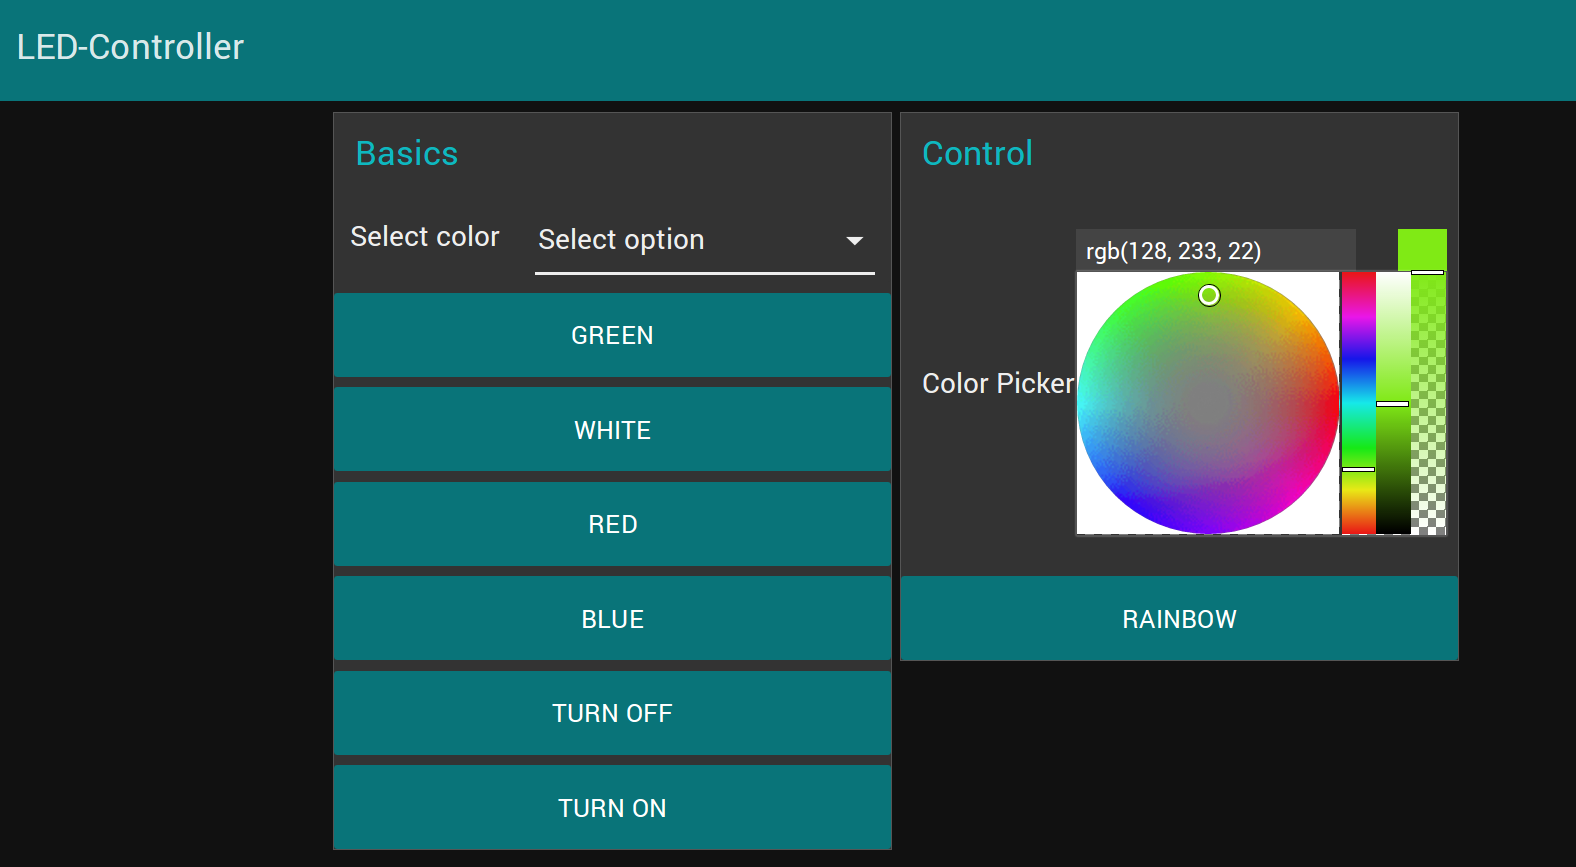 LED-Controller
Basics
Select color
Select option
GREEN
WHITE
RED
BLUE
TURN OFF
TURN ON
Control
rgb(128, 233, 22)
Color Picker
RAINBOW